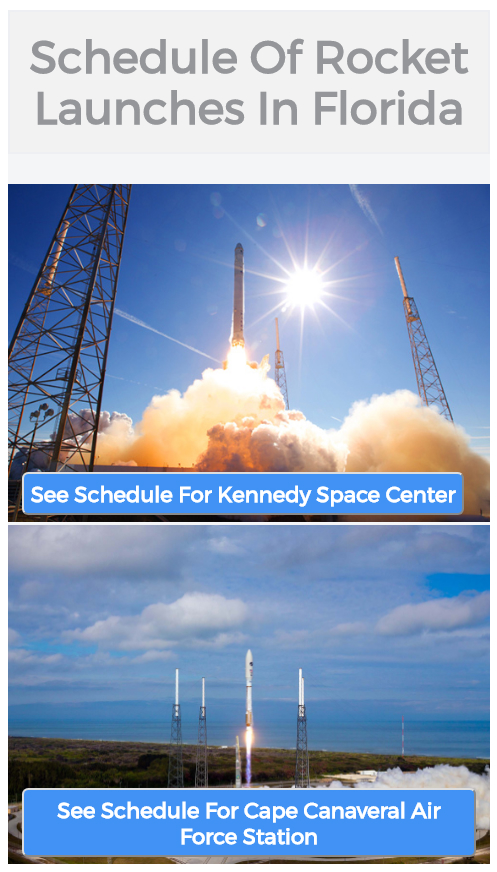 Schedule Of Rocket
Launches In Florida
See Schedule For Kennedy Space Center
See Schedule For Cape Canaveral Air
Force Station